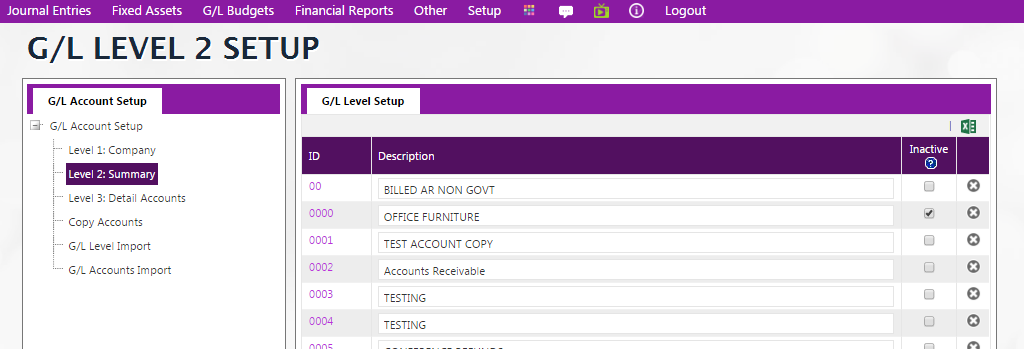 Journal Entries Fixed Assets G/L Budgets Financial Reports Other Setup Logout
G/L LEVEL 2 SETUP
G/L Account Setup
G/L Account Setup
Level 1: Company
Level 2: Summary
Level 3: Detail Accounts
Copy Accounts
G/L Level Import
G/L Accounts Import
G/L Level Setup
ID Description Inactive
00 BILLED AR NON GOVT
0000 OFFICE FURNITURE
0001 TEST ACCOUNT COPY
0002 Accounts Receivable
0003 TESTING
0004 TESTING
0005